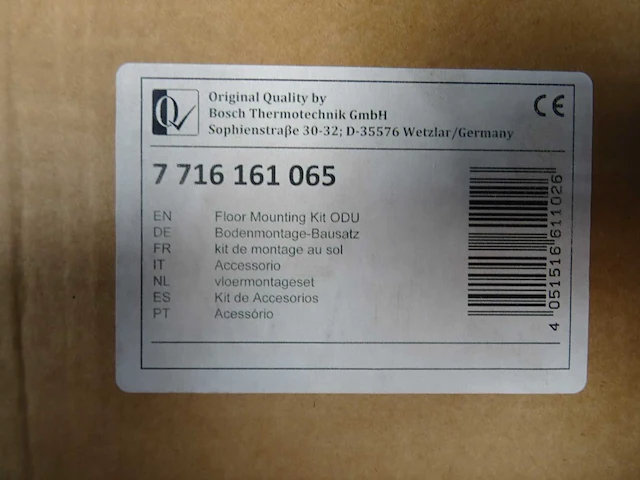 Original Quality by
Bosch Thermotechnik GmbH
Sophienstraße 30-32; D-35576 Wetzlar/Germany
CE
7 716 161 065
EN Floor Mounting Kit ODU
DE Bodenmontage-Bausatz
FR kit de montage au sol
IT Accessorio
NL vloermontageset
ES Kit de Accesorios
PT Acessório
4 051516 611026